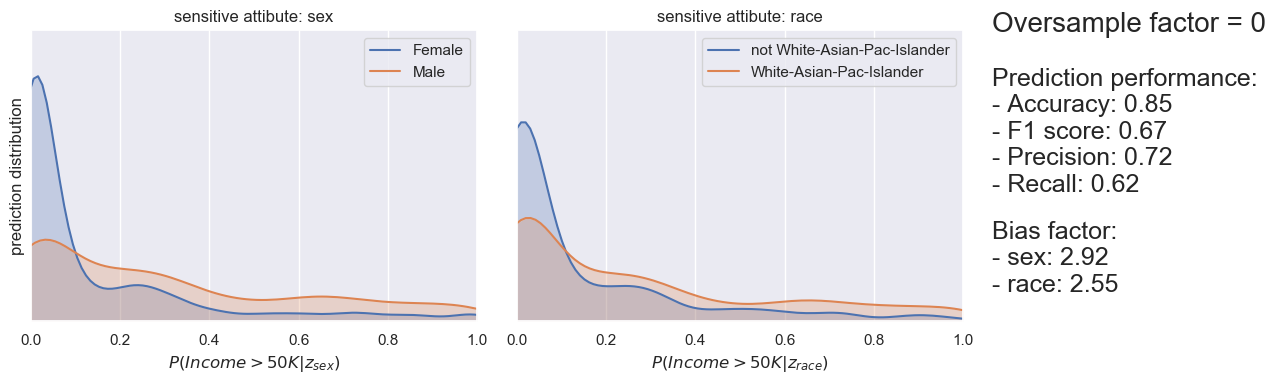 sensitive attibute: sex
Female
Male
prediction distribution
0.0 0.2 0.4 0.6 0.8 1.0
P(Income > 50K|z_sex)
sensitive attibute: race
not White-Asian-Pac-Islander
White-Asian-Pac-Islander
0.0 0.2 0.4 0.6 0.8 1.0
P(Income > 50K|z_race)
Oversample factor = 0
Prediction performance:
- Accuracy: 0.85
- F1 score: 0.67
- Precision: 0.72
- Recall: 0.62
Bias factor:
- sex: 2.92
- race: 2.55